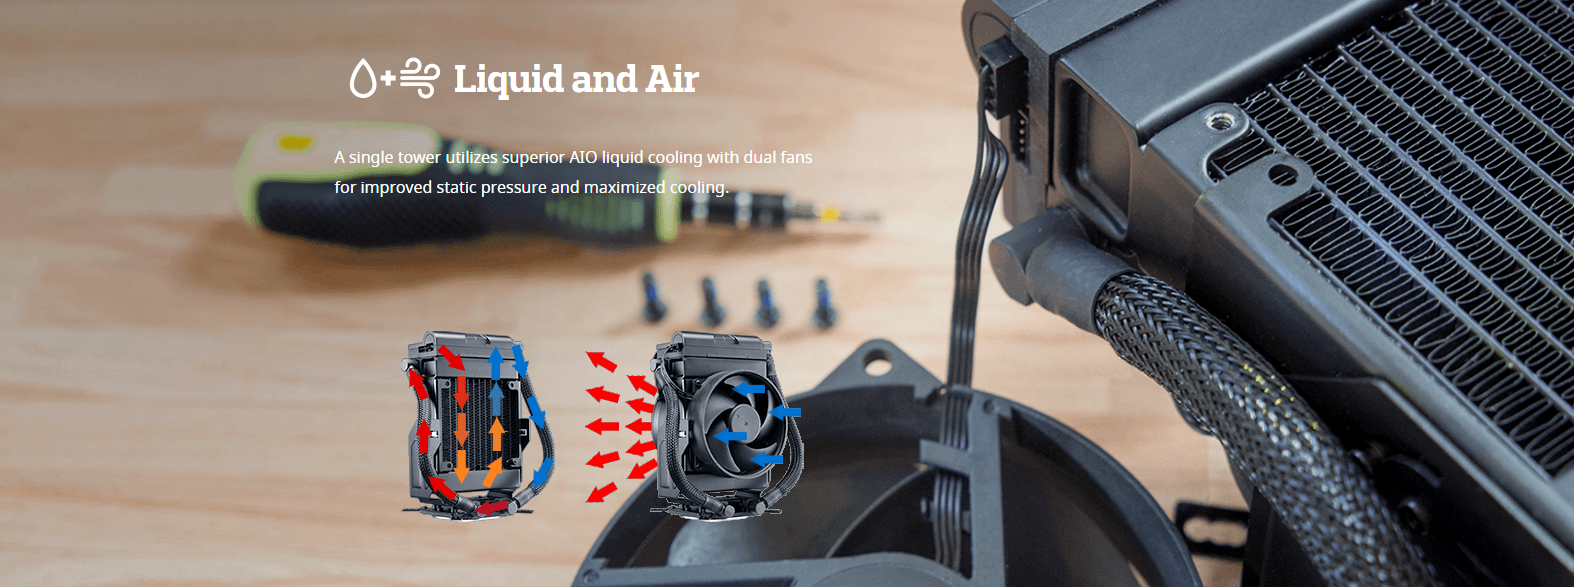 Liquid and Air
A single tower utilizes superior AIO liquid cooling with dual fans
for improved static pressure and maximized cooling.